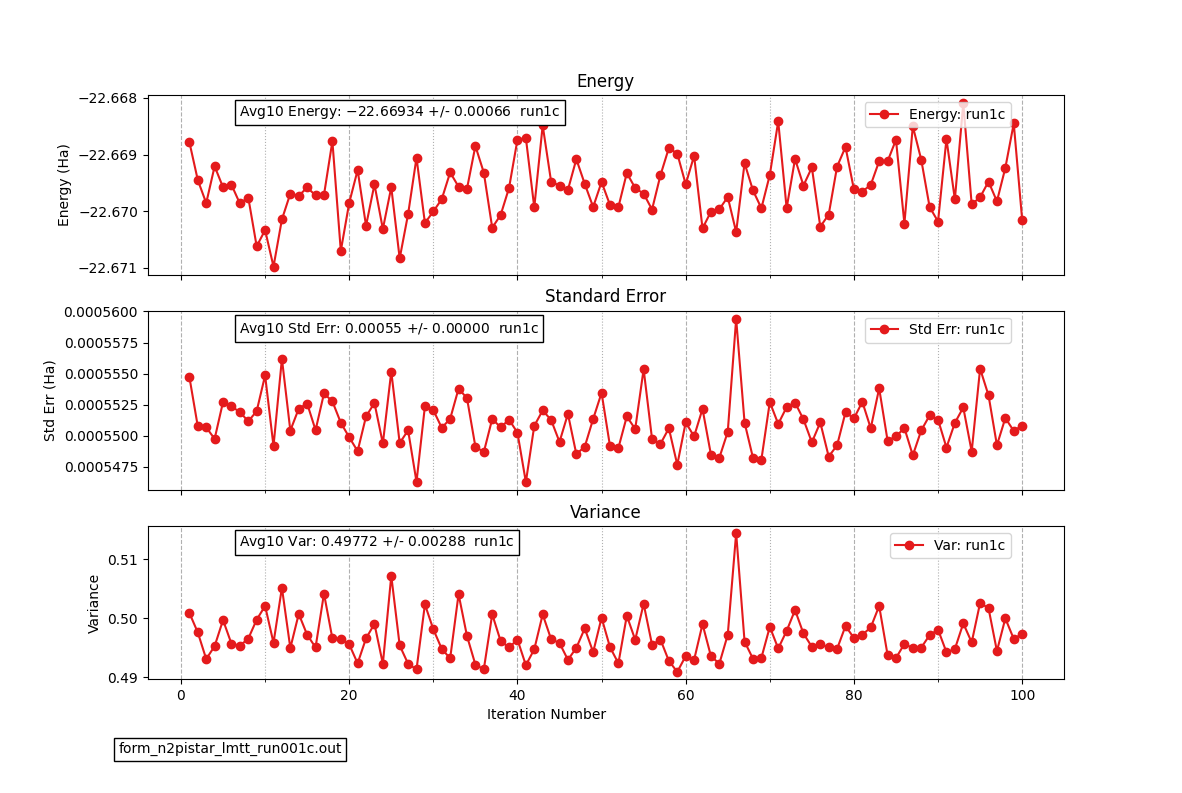 Energy
Avg10 Energy: −22.66934 +/- 0.00066 run1c
Energy: run1c
−22.668
−22.669
−22.670
−22.671
Energy (Ha)
Standard Error
Avg10 Std Err: 0.00055 +/- 0.00000 run1c
Std Err: run1c
0.0005600
0.0005575
0.0005550
0.0005525
0.0005500
0.0005475
Std Err (Ha)
Variance
Avg10 Var: 0.49772 +/- 0.00288 run1c
Var: run1c
0.51
0.50
0.49
Variance
0 20 40 60 80 100
Iteration Number
form_n2pistar_lmtt_run001c.out